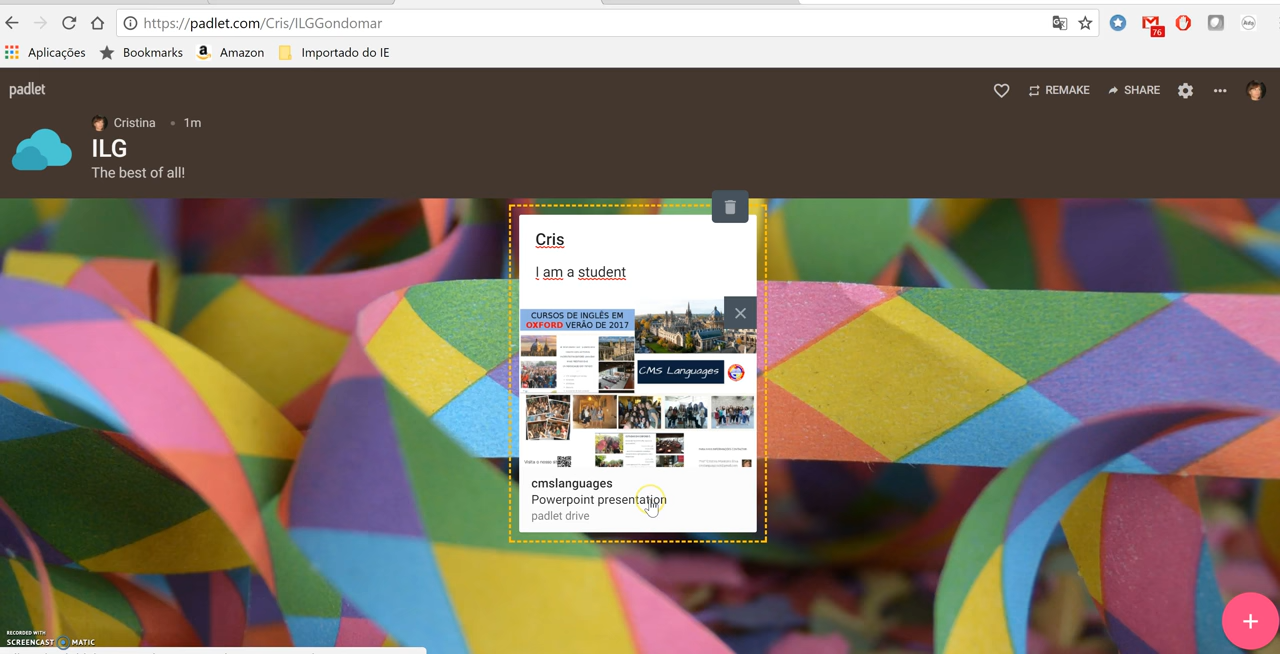 https://padlet.com/Cris/ILGGondomar
76
Aplicações
Bookmarks
a
Amazon
Importado do IE
padlet
REMAKE
SHARE
Cristina • 1m
ILG
The best of all!
Cris
I am a student
CURSOS DE INGLÊS EM
OXFORD VERÃO DE 2017
CMS Languages
cmslanguages
Powerpoint presentation
padlet drive
RECORDED WITH
SCREENCAST MATIC